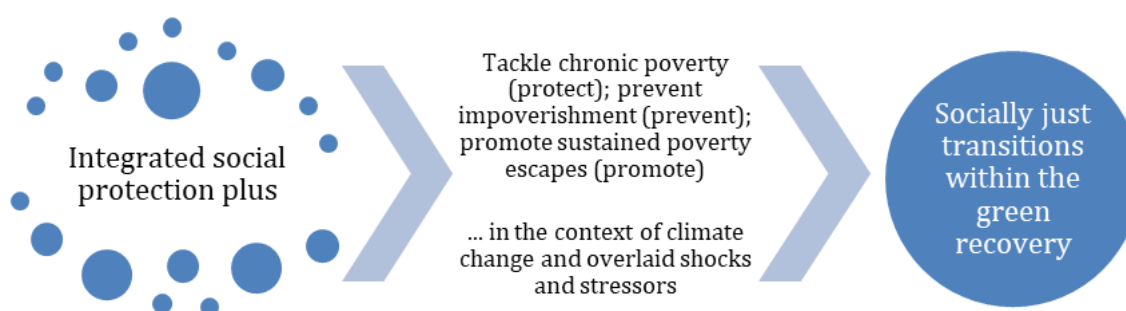 Integrated social
protection plus
Tackle chronic poverty
(protect); prevent
impoverishment (prevent);
promote sustained poverty
escapes (promote)
... in the context of climate
change and overlaid shocks
and stressors
Socially just
transitions
within the
green
recovery